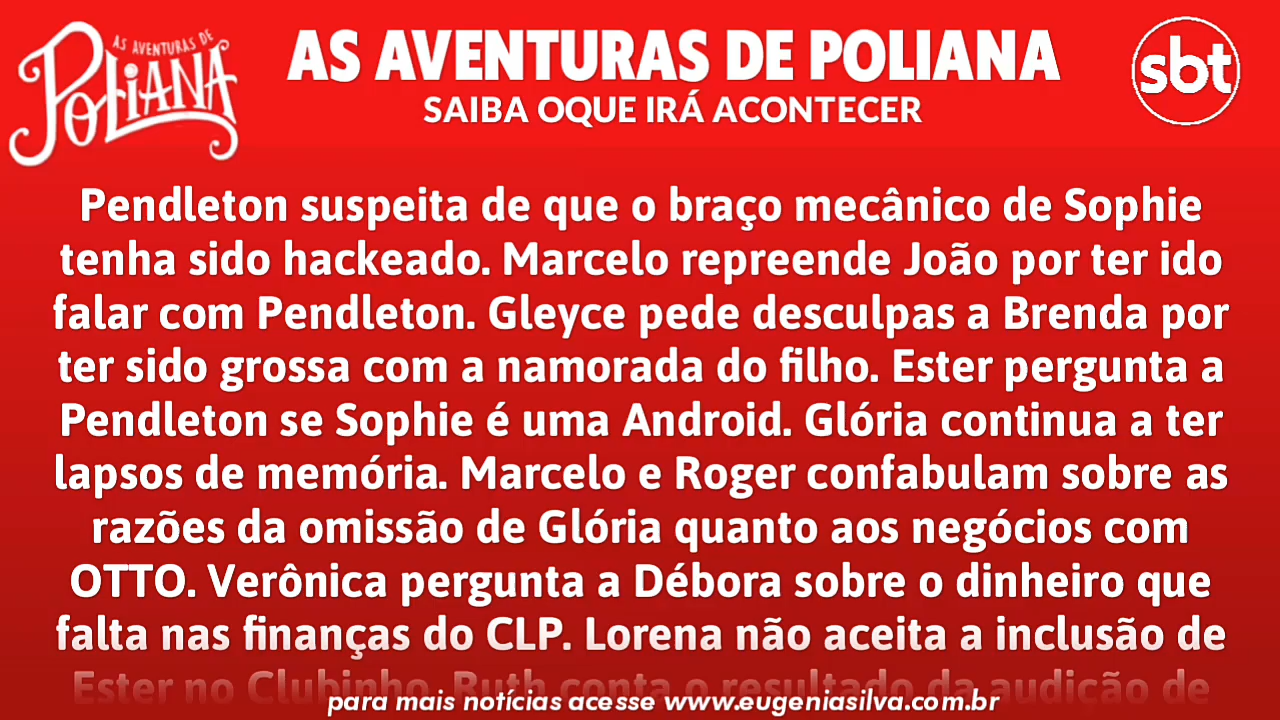 AS AVENTURAS DE
POLIANA
AS AVENTURAS DE POLIANA
SAIBA OQUE IRÁ ACONTECER
sbt
Pendleton suspeita de que o braço mecânico de Sophie
tenha sido hackeado. Marcelo repreende João por ter ido
falar com Pendleton. Gleyce pede desculpas a Brenda por
ter sido grossa com a namorada do filho. Ester pergunta a
Pendleton se Sophie é uma Android. Glória continua a ter
lapsos de memória. Marcelo e Roger confabulam sobre as
razões da omissão de Glória quanto aos negócios com
OTTO. Verônica pergunta a Débora sobre o dinheiro que
falta nas finanças do CLP. Lorena não aceita a inclusão de
Ester no Clubinho. Ruth conta o resultado da audição de
para mais notícias acesse www.eugeniasilva.com.br